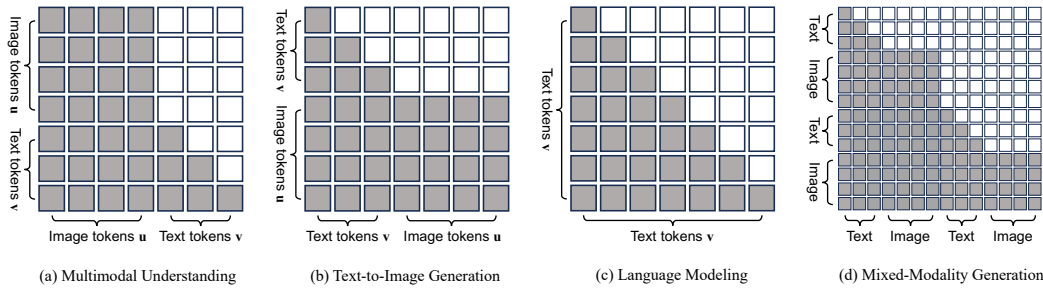 Image tokens u
Text tokens v
Image tokens u
Text tokens v
(a) Multimodal Understanding
Text tokens v
Image tokens u
Text tokens v
Image tokens u
(b) Text-to-Image Generation
Text tokens v
Text tokens v
(c) Language Modeling
Text
Image
Text
Image
Text
Image
Text
Image
(d) Mixed-Modality Generation